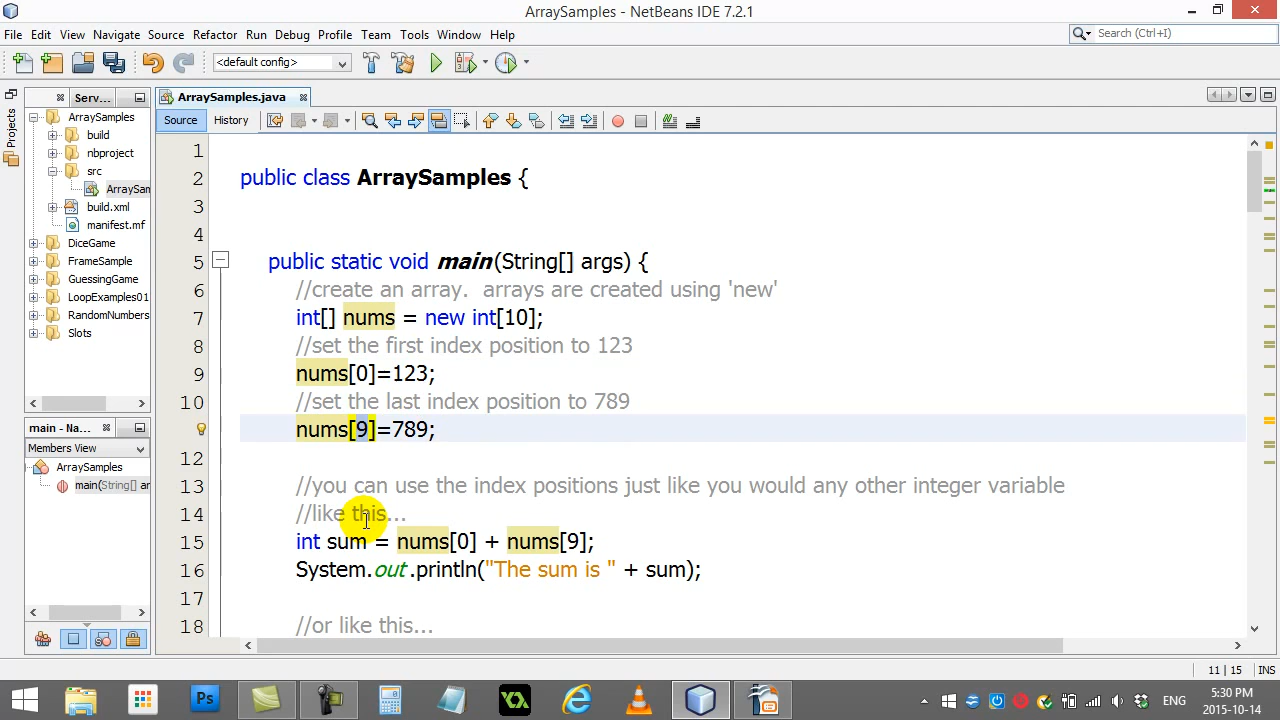 ArraySamples - NetBeans IDE 7.2.1
File Edit View Navigate Source Refactor Run Debug Profile Team Tools Window Help
Search (Ctrl+I)
<default config>
Projects
Serv...
ArraySamples.java
Source History
ArraySamples
build
nbproject
src
ArraySam
build.xml
manifest.mf
DiceGame
FrameSample
GuessingGame
LoopExamples01
RandomNumbers
Slots
main - Na...
Members View
ArraySamples
main(String[] ar
1
2 public class ArraySamples {
3
4
5 public static void main(String[] args) {
6 //create an array.  arrays are created using 'new'
7 int[] nums = new int[10];
8 //set the first index position to 123
9 nums[0]=123;
10 //set the last index position to 789
nums[9]=789;
12
13 //you can use the index positions just like you would any other integer variable
14 //like this...
15 int sum = nums[0] + nums[9];
16 System.out.println("The sum is " + sum);
17
18 //or like this...
11 | 15 INS
Ps
ENG
5:30 PM
2015-10-14